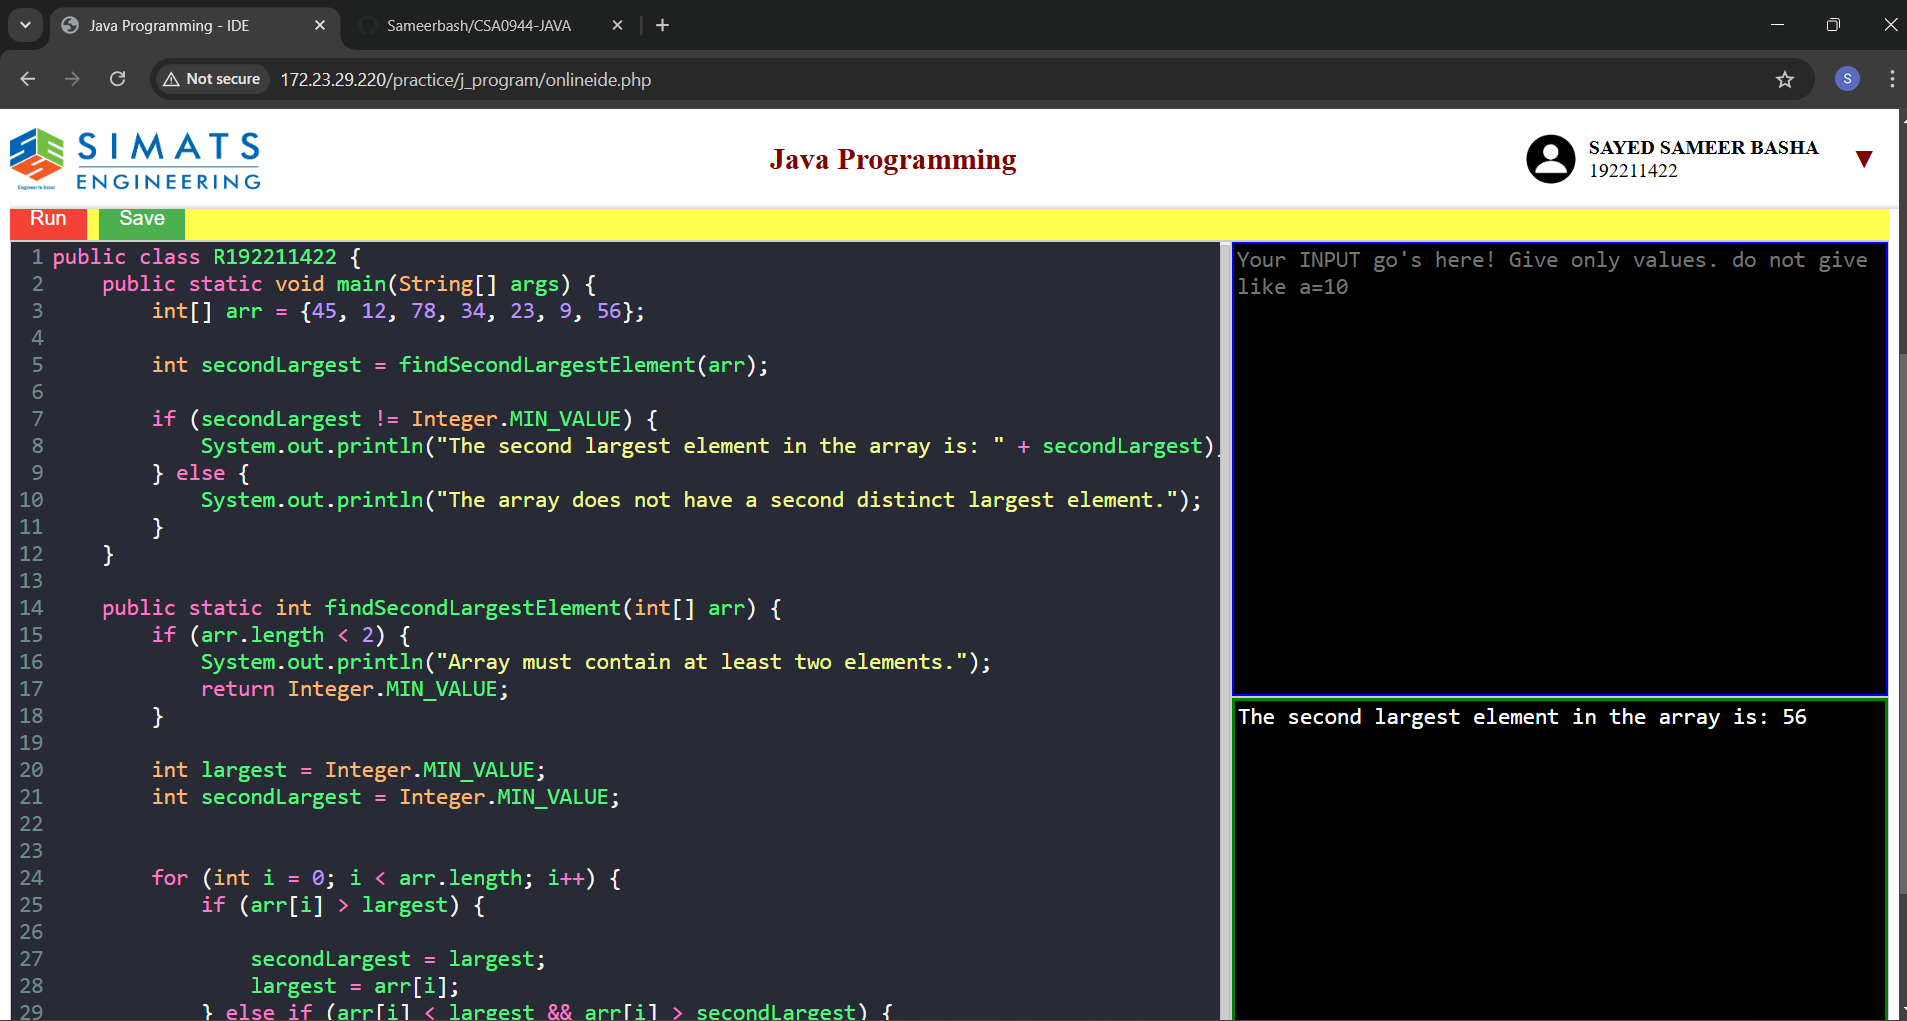 Java Programming - IDE
Sameerbash/CSA0944-JAVA
Not secure
172.23.29.220/practice/j_program/onlineide.php
S
SIMATS
ENGINEERING
Engineer to Excel
Java Programming
SAYED SAMEER BASHA
192211422
Run
Save
1 public class R192211422 {
2     public static void main(String[] args) {
3         int[] arr = {45, 12, 78, 34, 23, 9, 56};
4
5         int secondLargest = findSecondLargestElement(arr);
6
7         if (secondLargest != Integer.MIN_VALUE) {
8             System.out.println("The second largest element in the array is: " + secondLargest)
9         } else {
10             System.out.println("The array does not have a second distinct largest element.");
11         }
12     }
13
14     public static int findSecondLargestElement(int[] arr) {
15         if (arr.length < 2) {
16             System.out.println("Array must contain at least two elements.");
17             return Integer.MIN_VALUE;
18         }
19
20         int largest = Integer.MIN_VALUE;
21         int secondLargest = Integer.MIN_VALUE;
22
23
24         for (int i = 0; i < arr.length; i++) {
25             if (arr[i] > largest) {
26
27                 secondLargest = largest;
28                 largest = arr[i];
29             } else if (arr[i] < largest && arr[i] > secondLargest) {
Your INPUT go's here! Give only values. do not give
like a=10
The second largest element in the array is: 56